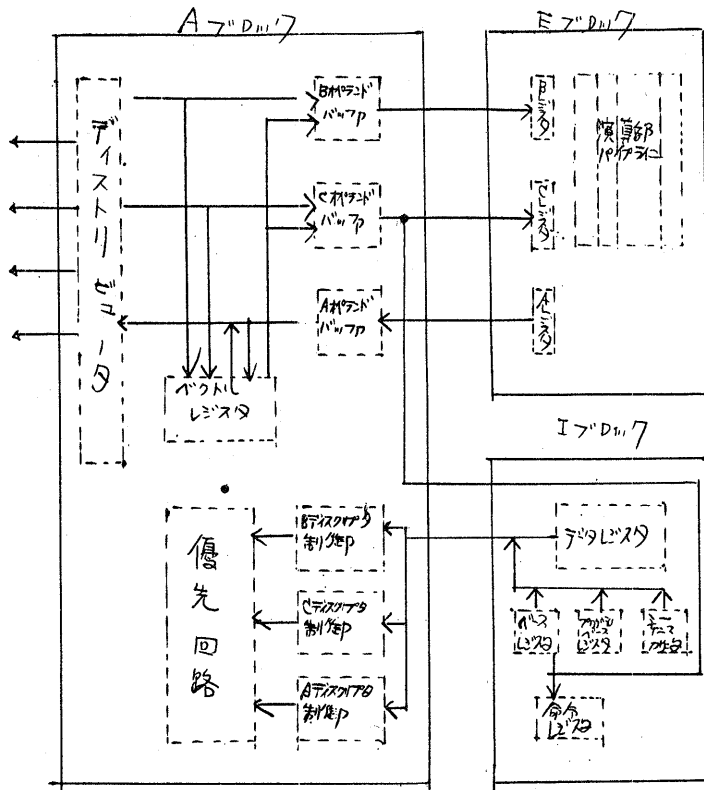 Aブロック
Eブロック
ディストリビュータ
Bオペランド
バッファ
Cオペランド
バッファ
Aオペランド
バッファ
ベクトル
レジスタ
Bレジスタ
Cレジスタ
Aレジスタ
演算部
パイプライン
Iブロック
優先回路
Bディスクリプタ
制御部
Cディスクリプタ
制御部
Aディスクリプタ
制御部
データレジスタ
ベース
レジスタ
プログラム
ベース
レジスタ
命令
レジスタ